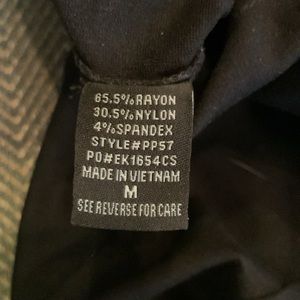 65.5%RAYON
30.5%NYLON
4%SPANDEX
STYLE#PP57
PO#EK1654CS
MADE IN VIETNAM
M
SEE REVERSE FOR CARE